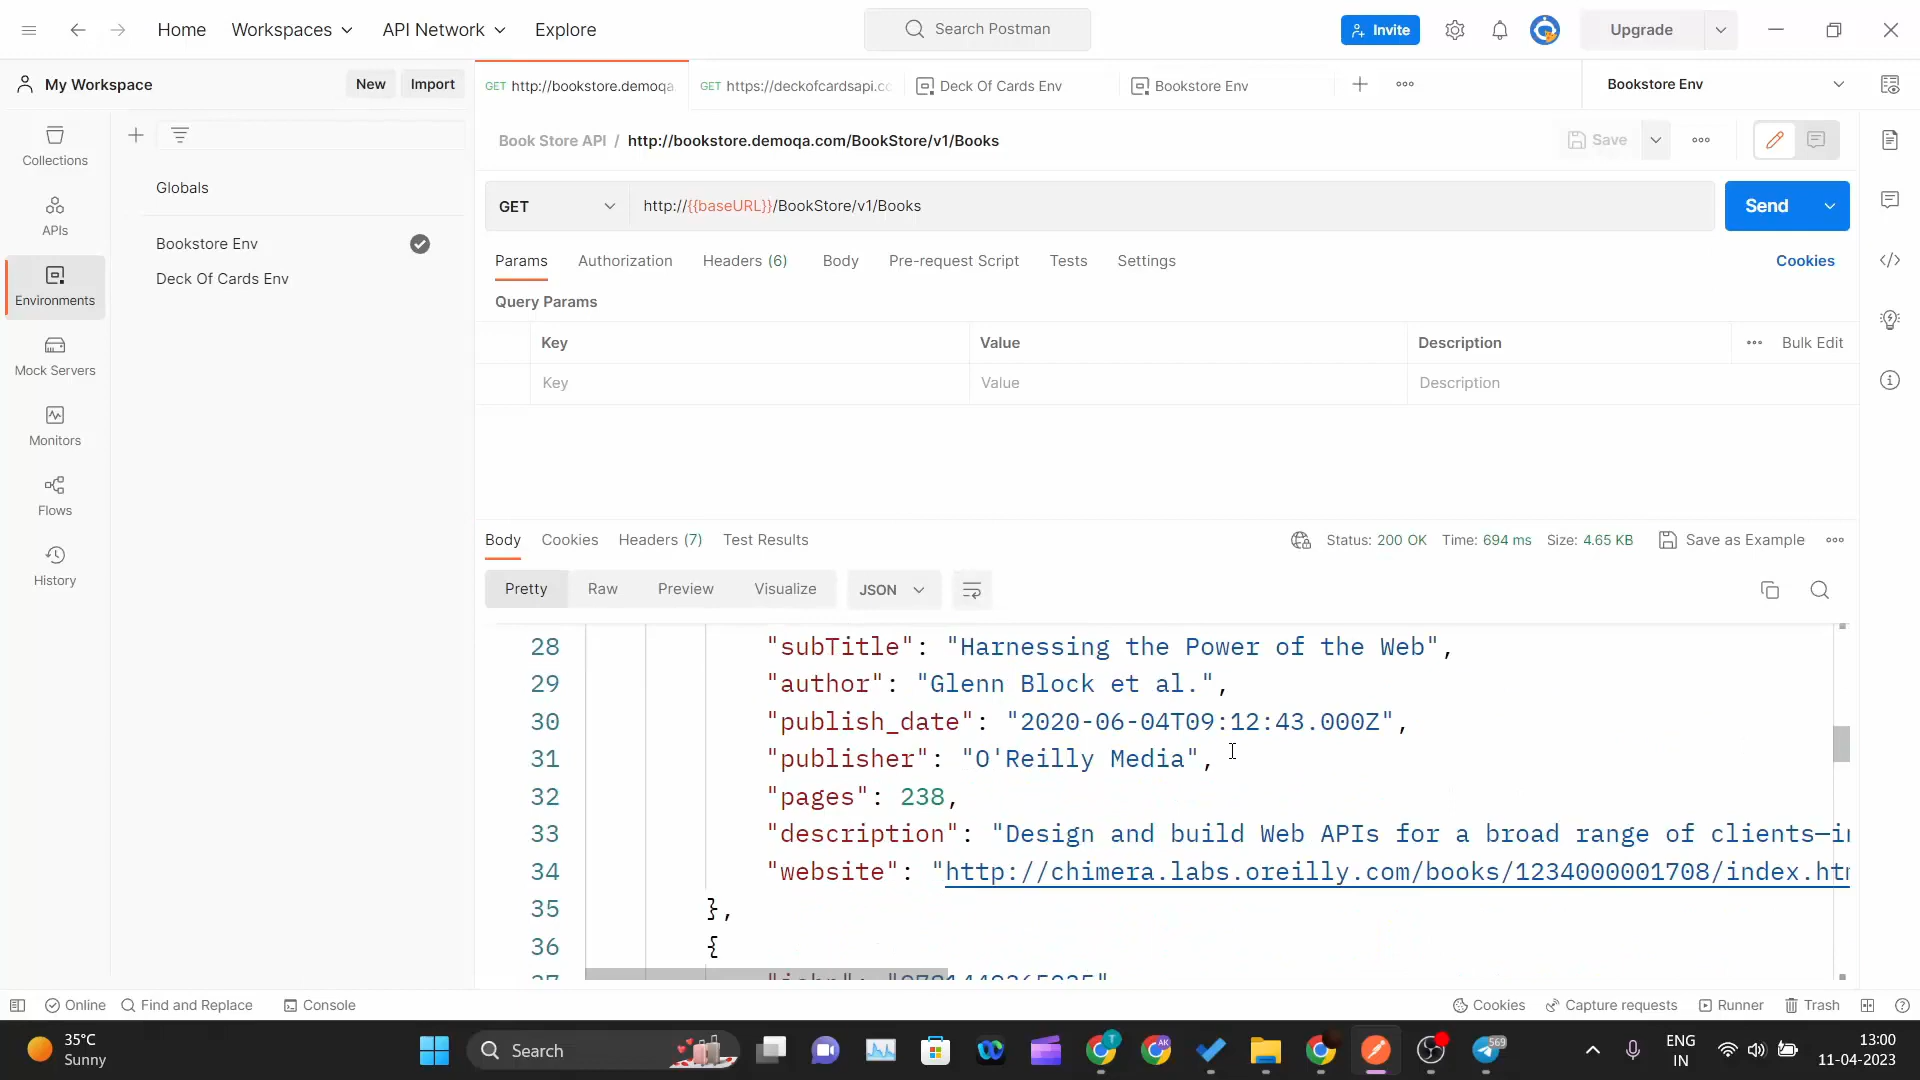 Home Workspaces API Network Explore
Search Postman
Invite
Upgrade
My Workspace New Import
GET http://bookstore.demoqa. GET https://deckofcardsapi.cc Deck Of Cards Env Bookstore Env
Bookstore Env
Collections
APIs
Environments
Mock Servers
Monitors
Flows
History
Globals
Bookstore Env
Deck Of Cards Env
Book Store API / http://bookstore.demoqa.com/BookStore/v1/Books
Save
GET http://{{baseURL}}/BookStore/v1/Books Send
Params Authorization Headers (6) Body Pre-request Script Tests Settings Cookies
Query Params
Key Value Description Bulk Edit
Key Value Description
Body Cookies Headers (7) Test Results Status: 200 OK Time: 694 ms Size: 4.65 KB Save as Example
Pretty Raw Preview Visualize JSON
28 "subTitle": "Harnessing the Power of the Web",
29 "author": "Glenn Block et al.",
30 "publish_date": "2020-06-04T09:12:43.000Z",
31 "publisher": "O'Reilly Media",
32 "pages": 238,
33 "description": "Design and build Web APIs for a broad range of clients—in
34 "website": "http://chimera.labs.oreilly.com/books/1234000001708/index.htm
35 },
36 {
Online Find and Replace Console Cookies Capture requests Runner Trash
35°C
Sunny
Search
AK
569
ENG
IN
13:00
11-04-2023